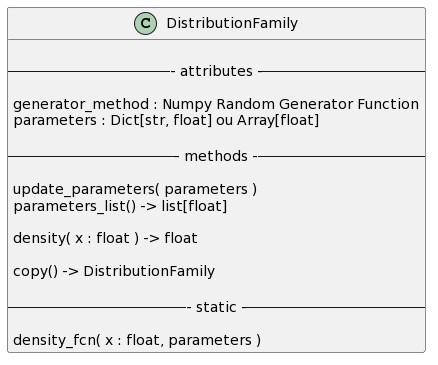 C DistributionFamily
attributes
generator_method : Numpy Random Generator Function
parameters : Dict[str, float] ou Array[float]
methods
update_parameters( parameters )
parameters_list() -> list[float]
density( x : float ) -> float
copy() -> DistributionFamily
static
density_fcn( x : float, parameters )